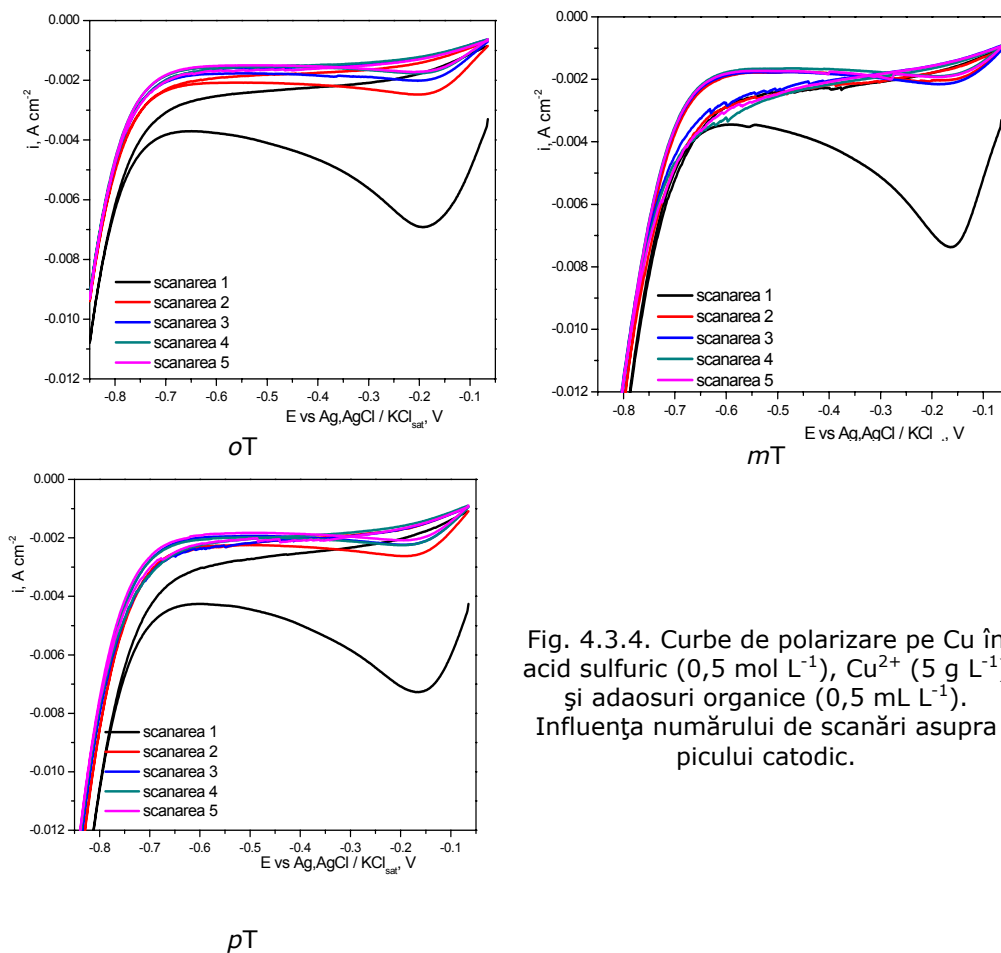 0.000
-0.002
-0.004
-0.006
-0.008
-0.010
-0.012
i, A cm-2
scanarea 1
scanarea 2
scanarea 3
scanarea 4
scanarea 5
-0.8 -0.7 -0.6 -0.5 -0.4 -0.3 -0.2 -0.1
E vs Ag,AgCl / KClsat, V
oT
0.000
-0.002
-0.004
-0.006
-0.008
-0.010
-0.012
i, A cm-2
scanarea 1
scanarea 2
scanarea 3
scanarea 4
scanarea 5
-0.8 -0.7 -0.6 -0.5 -0.4 -0.3 -0.2 -0.1
E vs Ag,AgCl / KCl , V
mT
0.000
-0.002
-0.004
-0.006
-0.008
-0.010
-0.012
i, A cm-2
scanarea 1
scanarea 2
scanarea 3
scanarea 4
scanarea 5
-0.8 -0.7 -0.6 -0.5 -0.4 -0.3 -0.2 -0.1
E vs Ag,AgCl / KClsat, V
pT
Fig. 4.3.4. Curbe de polarizare pe Cu în
acid sulfuric (0,5 mol L-1), Cu2+ (5 g L-1)
şi adaosuri organice (0,5 mL L-1).
Influenţa numărului de scanări asupra
picului catodic.